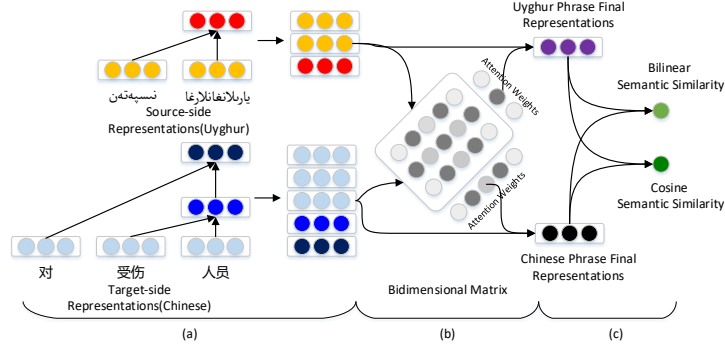 Uyghur Phrase Final
Representations
Attention Weights
نىسپەتەن
يارىلانغانلارغا
Source-side
Representations(Uyghur)
Bilinear
Semantic Similarity
Cosine
Semantic Similarity
Attention Weights
对
受伤
人员
Target-side
Representations(Chinese)
Chinese Phrase Final
Representations
Bidimensional Matrix
(a)
(b)
(c)